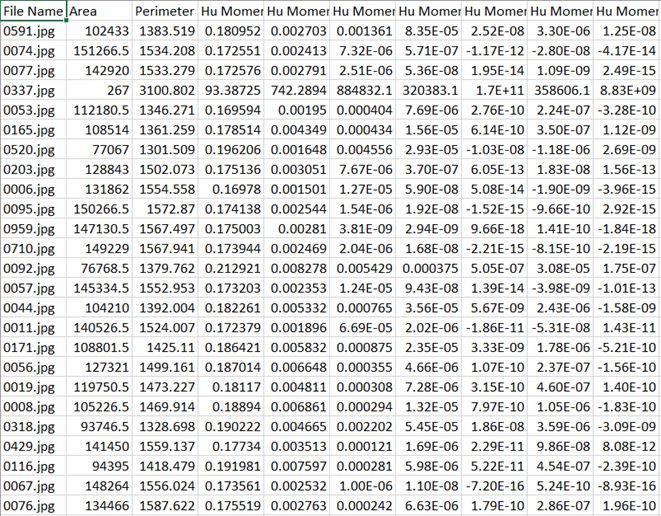 File Name Area Perimeter Hu Momen Hu Momen Hu Momen Hu Momen Hu Momen Hu Momen Hu Momen
0591.jpg 102433 1383.519 0.180952 0.002703 0.001361 8.35E-05 2.52E-08 3.30E-06 1.25E-08
0074.jpg 151266.5 1534.208 0.172551 0.002413 7.32E-06 5.71E-07 -1.17E-12 -2.80E-08 -4.17E-14
0077.jpg 142920 1533.279 0.172576 0.002791 2.51E-06 5.36E-08 1.95E-14 1.09E-09 2.49E-15
0337.jpg 267 3100.802 93.38725 742.2894 884832.1 320383.1 1.7E+11 358606.1 8.83E+09
0053.jpg 112180.5 1346.271 0.169594 0.00195 0.000404 7.69E-06 2.76E-10 2.24E-07 -3.28E-10
0165.jpg 108514 1361.259 0.178514 0.004349 0.000434 1.56E-05 6.14E-10 3.50E-07 1.12E-09
0520.jpg 77067 1301.509 0.196206 0.001648 0.004556 2.93E-05 -1.03E-08 -1.18E-06 2.69E-09
0203.jpg 128843 1502.073 0.175136 0.003051 7.67E-06 3.70E-07 6.05E-13 1.83E-08 1.56E-13
0006.jpg 131862 1554.558 0.16978 0.001501 1.27E-05 5.90E-08 5.08E-14 -1.90E-09 -3.96E-15
0095.jpg 150266.5 1572.87 0.174138 0.002544 1.54E-06 1.92E-08 -1.52E-15 -9.66E-10 2.92E-15
0959.jpg 147130.5 1567.497 0.175003 0.00281 3.81E-09 2.94E-09 9.66E-18 1.41E-10 -1.84E-18
0710.jpg 149229 1567.941 0.173944 0.002469 2.04E-06 1.68E-08 -2.21E-15 -8.15E-10 -2.19E-15
0092.jpg 76768.5 1379.762 0.212921 0.008278 0.005429 0.000375 5.05E-07 3.08E-05 1.75E-07
0057.jpg 145334.5 1552.953 0.173203 0.002353 1.24E-05 9.43E-08 1.39E-14 -3.98E-09 -1.01E-13
0044.jpg 104210 1392.004 0.182261 0.005332 0.000765 3.56E-05 5.67E-09 2.43E-06 -1.58E-09
0011.jpg 140526.5 1524.007 0.172379 0.001896 6.69E-05 2.02E-06 -1.86E-11 -5.31E-08 1.43E-11
0171.jpg 108801.5 1425.11 0.186421 0.005832 0.000875 2.35E-05 3.33E-09 1.78E-06 -5.21E-10
0056.jpg 127321 1499.161 0.187014 0.006648 0.000355 4.66E-06 1.07E-10 2.37E-07 -1.56E-10
0019.jpg 119750.5 1473.227 0.18117 0.004811 0.000308 7.28E-06 3.15E-10 4.60E-07 1.40E-10
0008.jpg 105226.5 1469.914 0.18894 0.006861 0.000294 1.32E-05 7.97E-10 1.05E-06 -1.83E-10
0318.jpg 93746.5 1328.698 0.190222 0.004665 0.002202 5.45E-05 1.86E-08 3.59E-06 -3.09E-09
0429.jpg 141450 1559.137 0.17734 0.003513 0.000121 1.69E-06 2.29E-11 9.86E-08 8.08E-12
0116.jpg 94395 1418.479 0.191981 0.007597 0.000281 5.98E-06 5.22E-11 4.54E-07 -2.39E-10
0067.jpg 148264 1556.024 0.173561 0.002532 1.00E-06 1.10E-08 -7.20E-16 5.24E-10 -8.93E-16
0076.jpg 134466 1587.622 0.175519 0.002763 0.000242 6.63E-06 1.79E-10 2.86E-07 1.96E-10